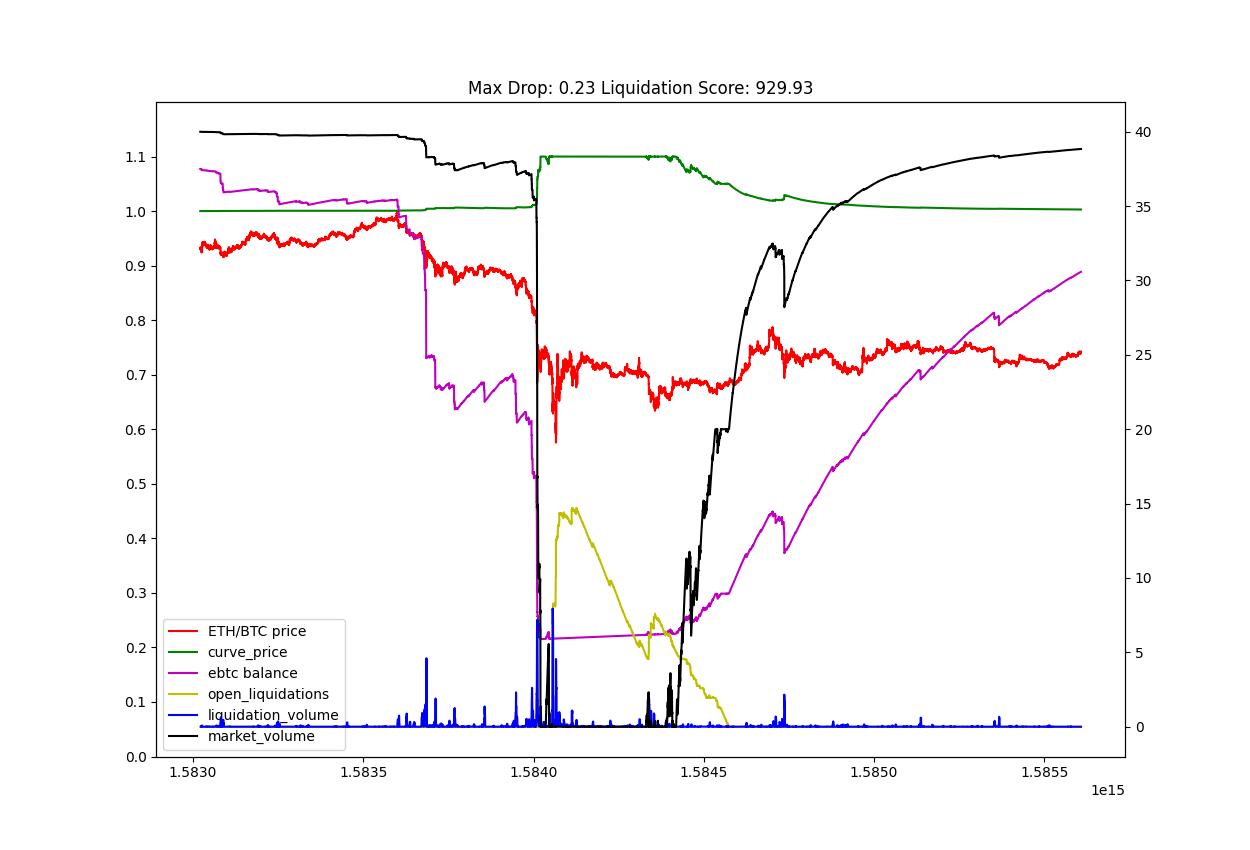 Max Drop: 0.23 Liquidation Score: 929.93
1.1
1.0
0.9
0.8
0.7
0.6
0.5
0.4
0.3
0.2
0.1
0.0
40
35
30
25
20
15
10
5
0
ETH/BTC price
curve_price
ebtc balance
open_liquidations
liquidation_volume
market_volume
1.5830 1.5835 1.5840 1.5845 1.5850 1.5855
1e15